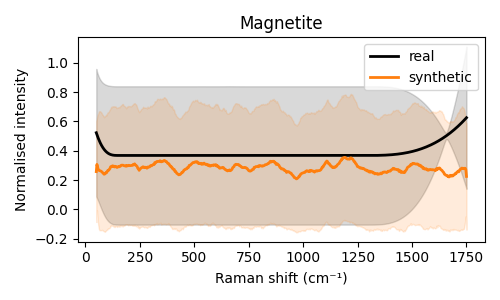 Magnetite
Normalised intensity
1.0
0.8
0.6
0.4
0.2
0.0
−0.2
real
synthetic
0 250 500 750 1000 1250 1500 1750
Raman shift (cm⁻¹)